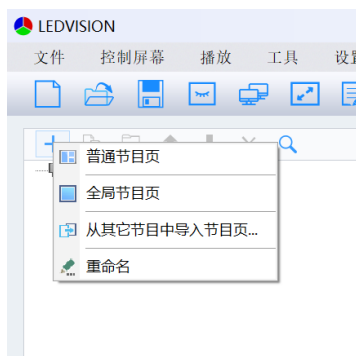 LEDVISION
文件 控制屏幕 播放 工具 设置
普通节目页
全局节目页
从其它节目中导入节目页...
重命名